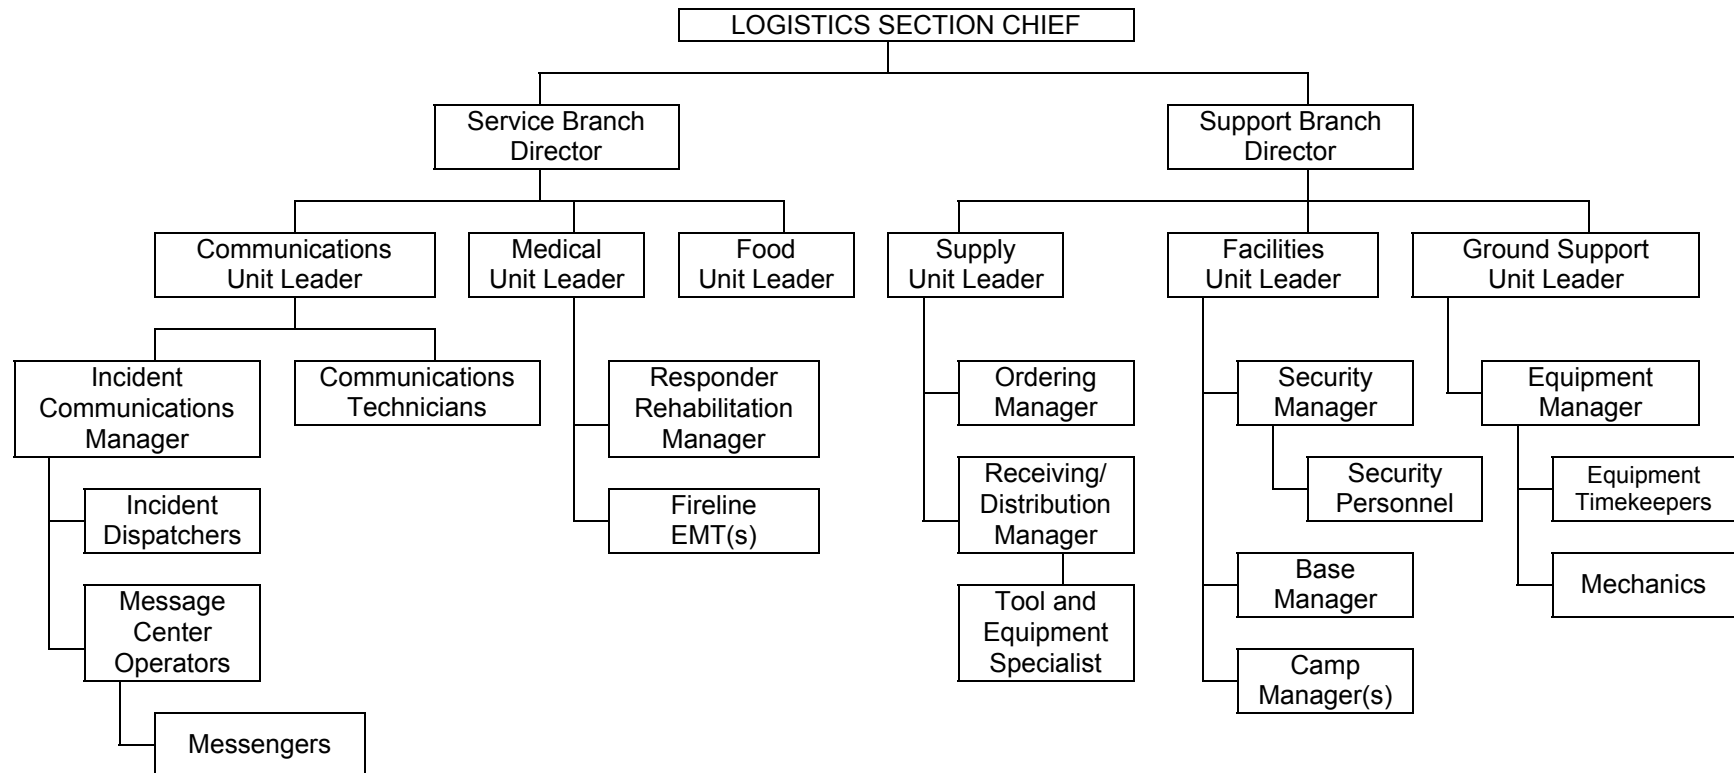 LOGISTICS SECTION CHIEF
Service Branch
Director
Support Branch
Director
Communications
Unit Leader
Medical
Unit Leader
Food
Unit Leader
Supply
Unit Leader
Facilities
Unit Leader
Ground Support
Unit Leader
Incident
Communications
Manager
Communications
Technicians
Responder
Rehabilitation
Manager
Ordering
Manager
Security
Manager
Equipment
Manager
Incident
Dispatchers
Fireline
EMT(s)
Receiving/
Distribution
Manager
Security
Personnel
Equipment
Timekeepers
Message
Center
Operators
Tool and
Equipment
Specialist
Base
Manager
Mechanics
Camp
Manager(s)
Messengers